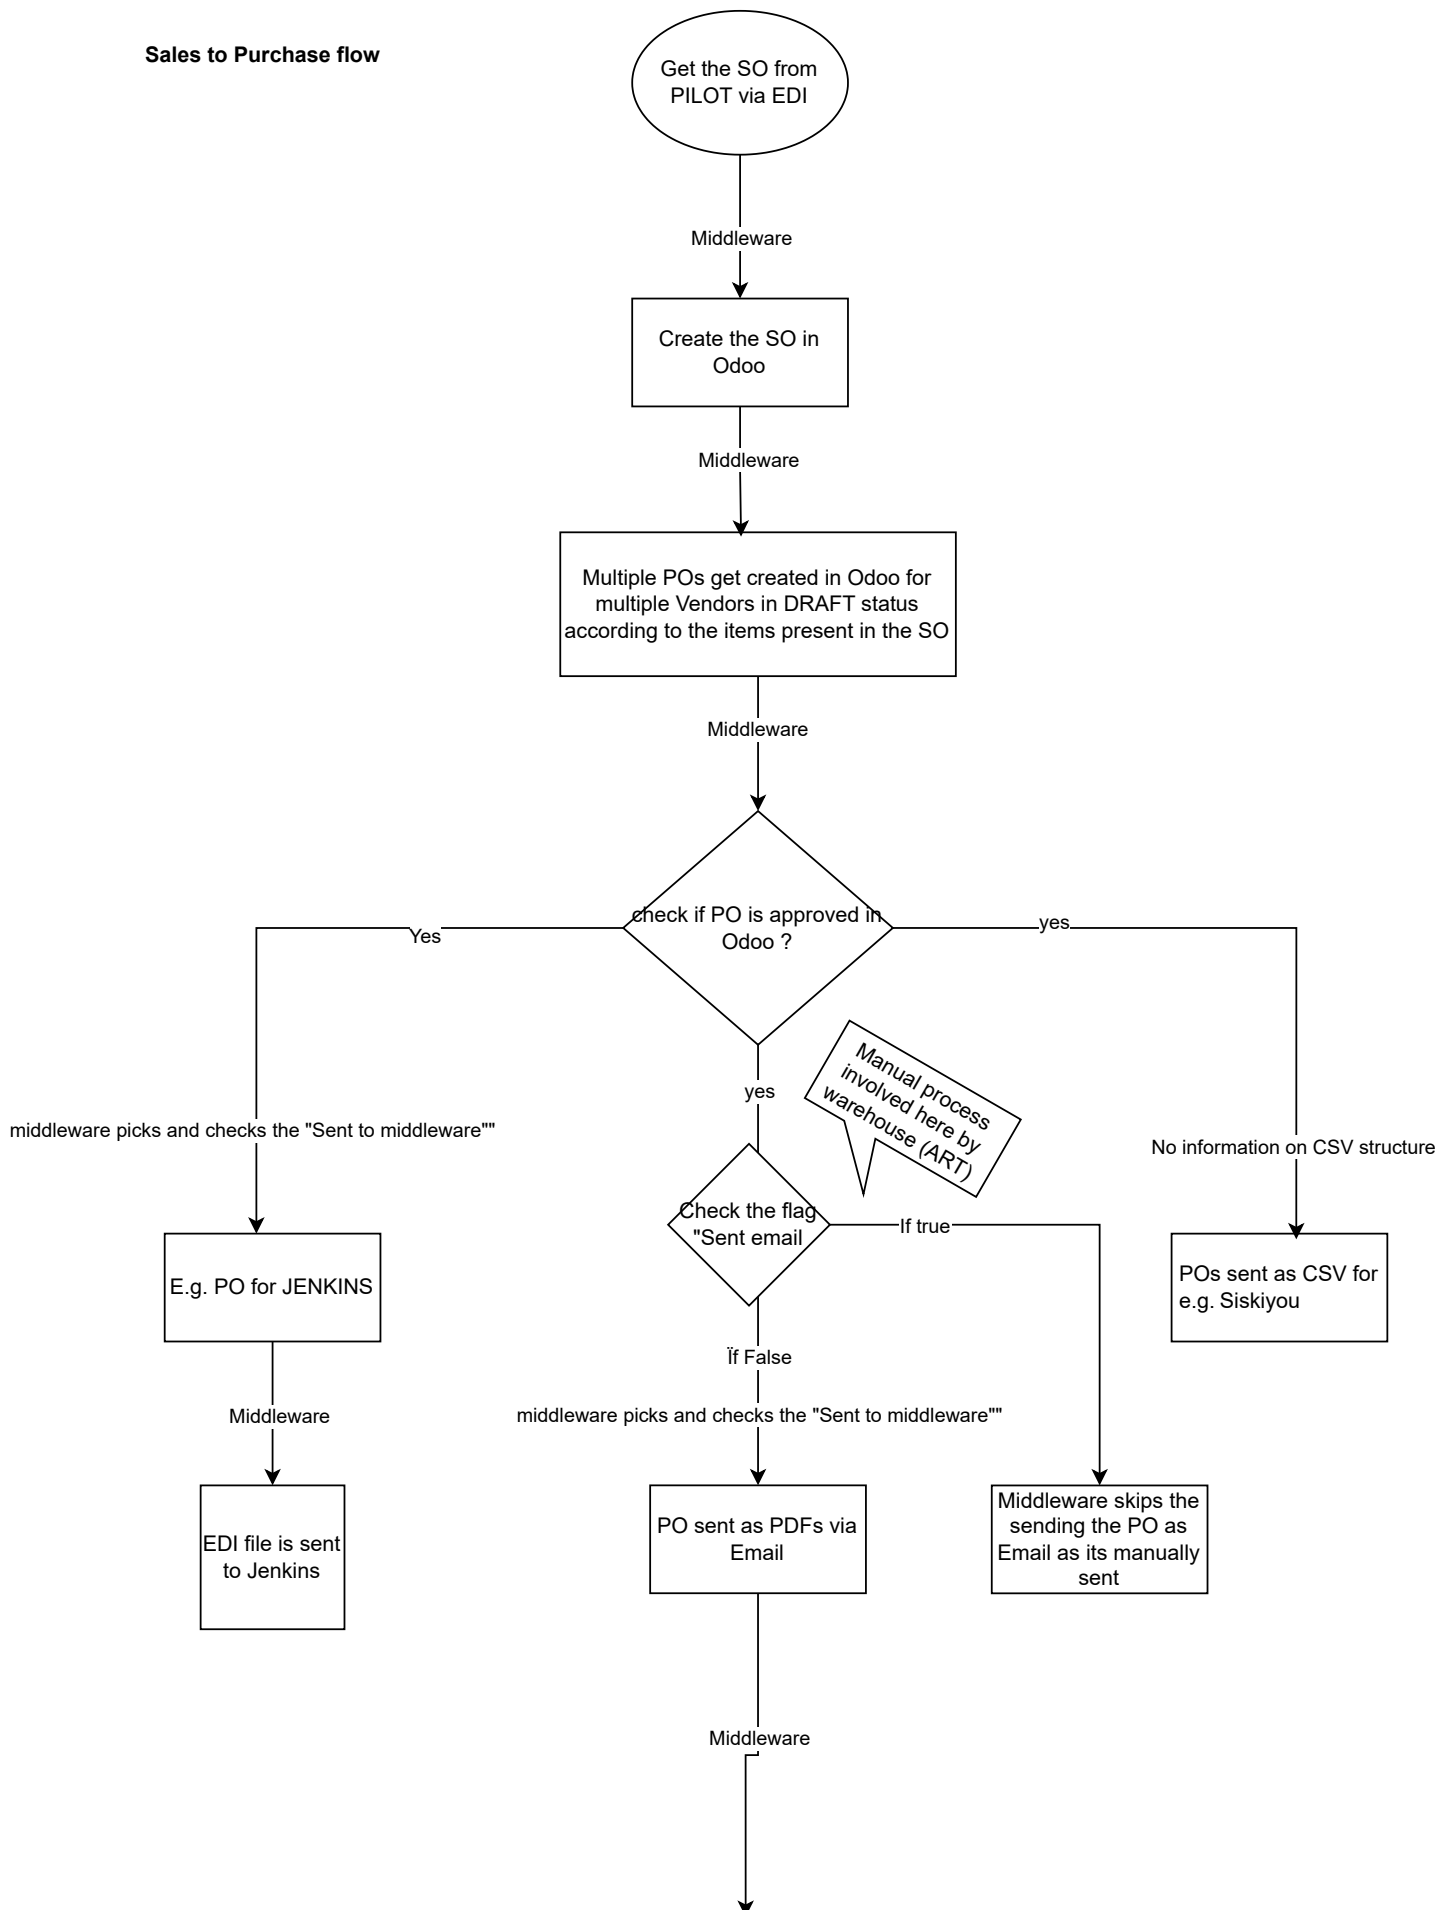 Sales to Purchase flow
Get the SO from
PILOT via EDI
Middleware
Create the SO in
Odoo
Middleware
Multiple POs get created in Odoo for
multiple Vendors in DRAFT status
according to the items present in the SO
Middleware
check if PO is approved in
Odoo ?
Yes
yes
yes
Manual process
involved here by
warehouse (ART)
middleware picks and checks the "Sent to middleware""
No information on CSV structure
Check the flag
"Sent email
If true
E.g. PO for JENKINS
POs sent as CSV for
e.g. Siskiyou
Ïf False
Middleware
middleware picks and checks the "Sent to middleware""
EDI file is sent
to Jenkins
PO sent as PDFs via
Email
Middleware skips the
sending the PO as
Email as its manually
sent
Middleware